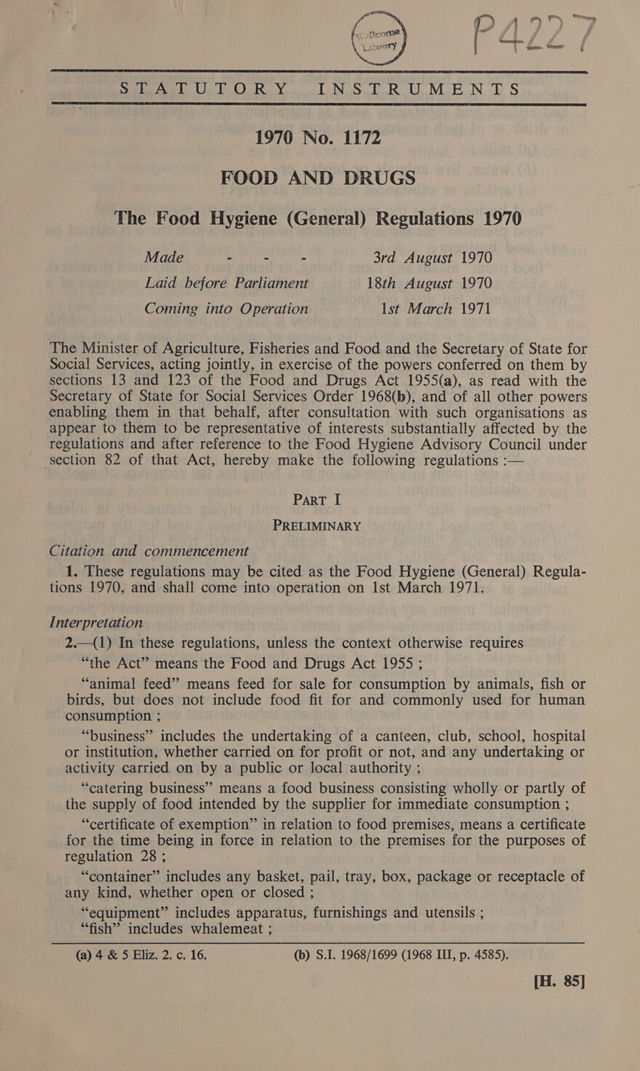 Wellcome
Library
P4227
STATUTORY INSTRUMENTS
1970 No. 1172
FOOD AND DRUGS
The Food Hygiene (General) Regulations 1970
Made - - - 3rd August 1970
Laid before Parliament 18th August 1970
Coming into Operation 1st March 1971
The Minister of Agriculture, Fisheries and Food and the Secretary of State for
Social Services, acting jointly, in exercise of the powers conferred on them by
sections 13 and 123 of the Food and Drugs Act 1955(a), as read with the
Secretary of State for Social Services Order 1968(b), and of all other powers
enabling them in that behalf, after consultation with such organisations as
appear to them to be representative of interests substantially affected by the
regulations and after reference to the Food Hygiene Advisory Council under
section 82 of that Act, hereby make the following regulations :—
PART I
PRELIMINARY
Citation and commencement
1. These regulations may be cited as the Food Hygiene (General) Regula-
tions 1970, and shall come into operation on 1st March 1971.
Interpretation
2.—(1) In these regulations, unless the context otherwise requires
“the Act” means the Food and Drugs Act 1955 ;
“animal feed” means feed for sale for consumption by animals, fish or
birds, but does not include food fit for and commonly used for human
consumption ;
“business” includes the undertaking of a canteen, club, school, hospital
or institution, whether carried on for profit or not, and any undertaking or
activity carried on by a public or local authority ;
“catering business” means a food business consisting wholly or partly of
the supply of food intended by the supplier for immediate consumption ;
“certificate of exemption” in relation to food premises, means a certificate
for the time being in force in relation to the premises for the purposes of
regulation 28 ;
“container” includes any basket, pail, tray, box, package or receptacle of
any kind, whether open or closed ;
“equipment” includes apparatus, furnishings and utensils ;
“fish” includes whalemeat ;
(a) 4 & 5 Eliz. 2. c. 16. (b) S.I. 1968/1699 (1968 III, p. 4585).
[H. 85]